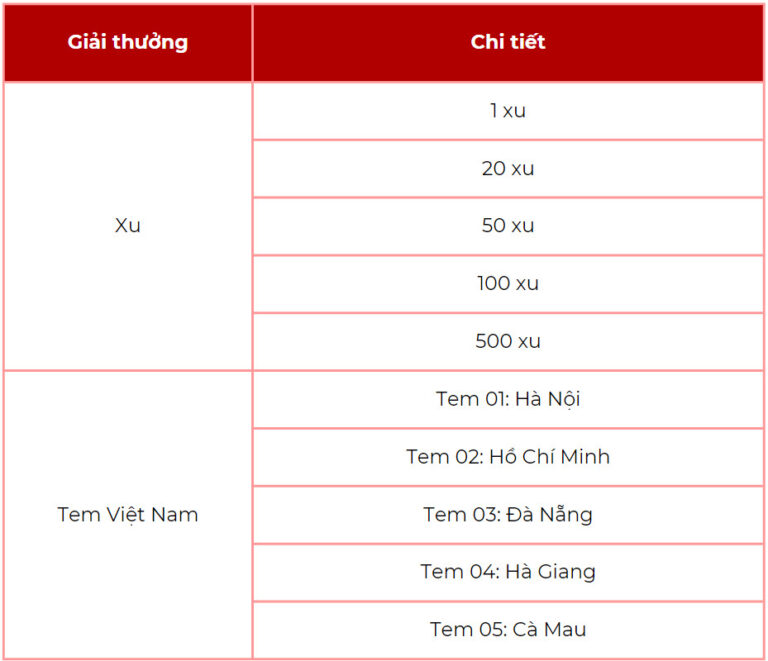 Giải thưởng
Chi tiết
Xu
1 xu
20 xu
50 xu
100 xu
500 xu
Tem Việt Nam
Tem 01: Hà Nội
Tem 02: Hồ Chí Minh
Tem 03: Đà Nẵng
Tem 04: Hà Giang
Tem 05: Cà Mau